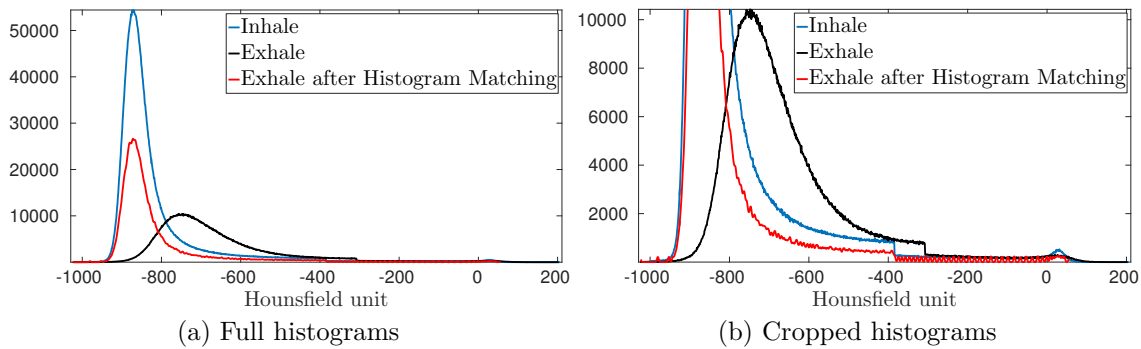 50000
40000
30000
20000
10000
-1000 -800 -600 -400 -200 0 200
Hounsfield unit
Inhale
Exhale
Exhale after Histogram Matching
(a) Full histograms
10000
8000
6000
4000
2000
-1000 -800 -600 -400 -200 0 200
Hounsfield unit
Inhale
Exhale
Exhale after Histogram Matching
(b) Cropped histograms